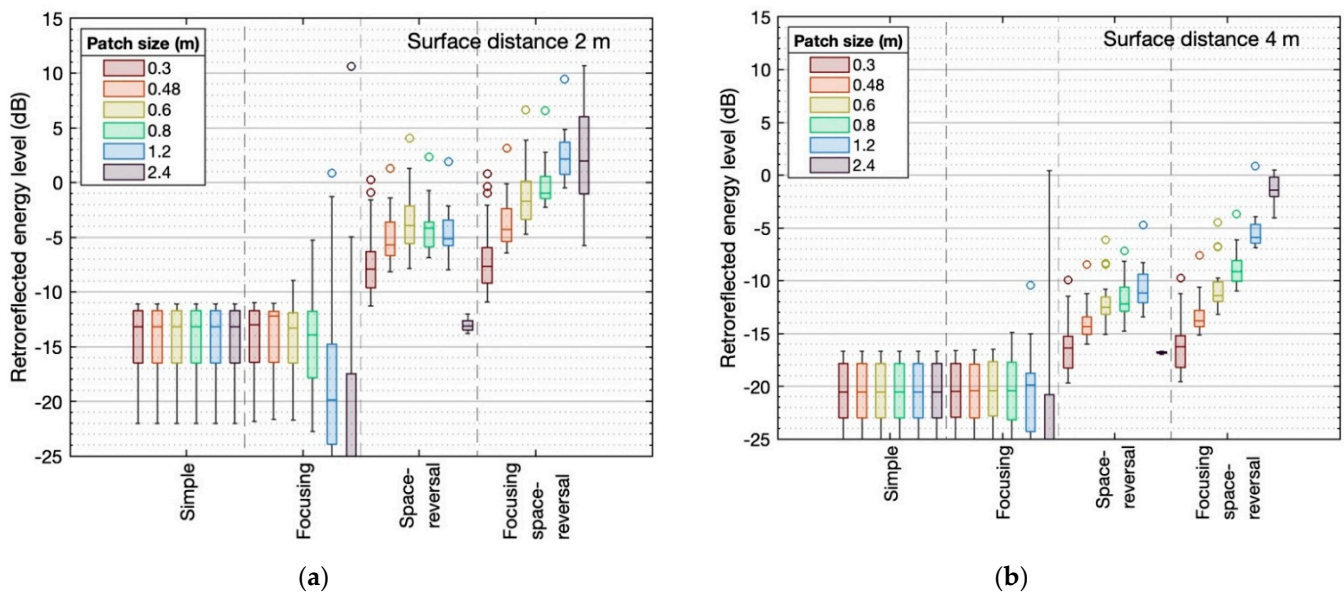 Surface distance 2 m
Patch size (m)
0.3
0.48
0.6
0.8
1.2
2.4
Retroreflected energy level (dB)
15
10
5
0
-5
-10
-15
-20
-25
Simple
Focusing
Space-
reversal
Focusing
space-
reversal
(a)
Surface distance 4 m
Patch size (m)
0.3
0.48
0.6
0.8
1.2
2.4
Retroreflected energy level (dB)
15
10
5
0
-5
-10
-15
-20
-25
Simple
Focusing
Space-
reversal
Focusing
space-
reversal
(b)